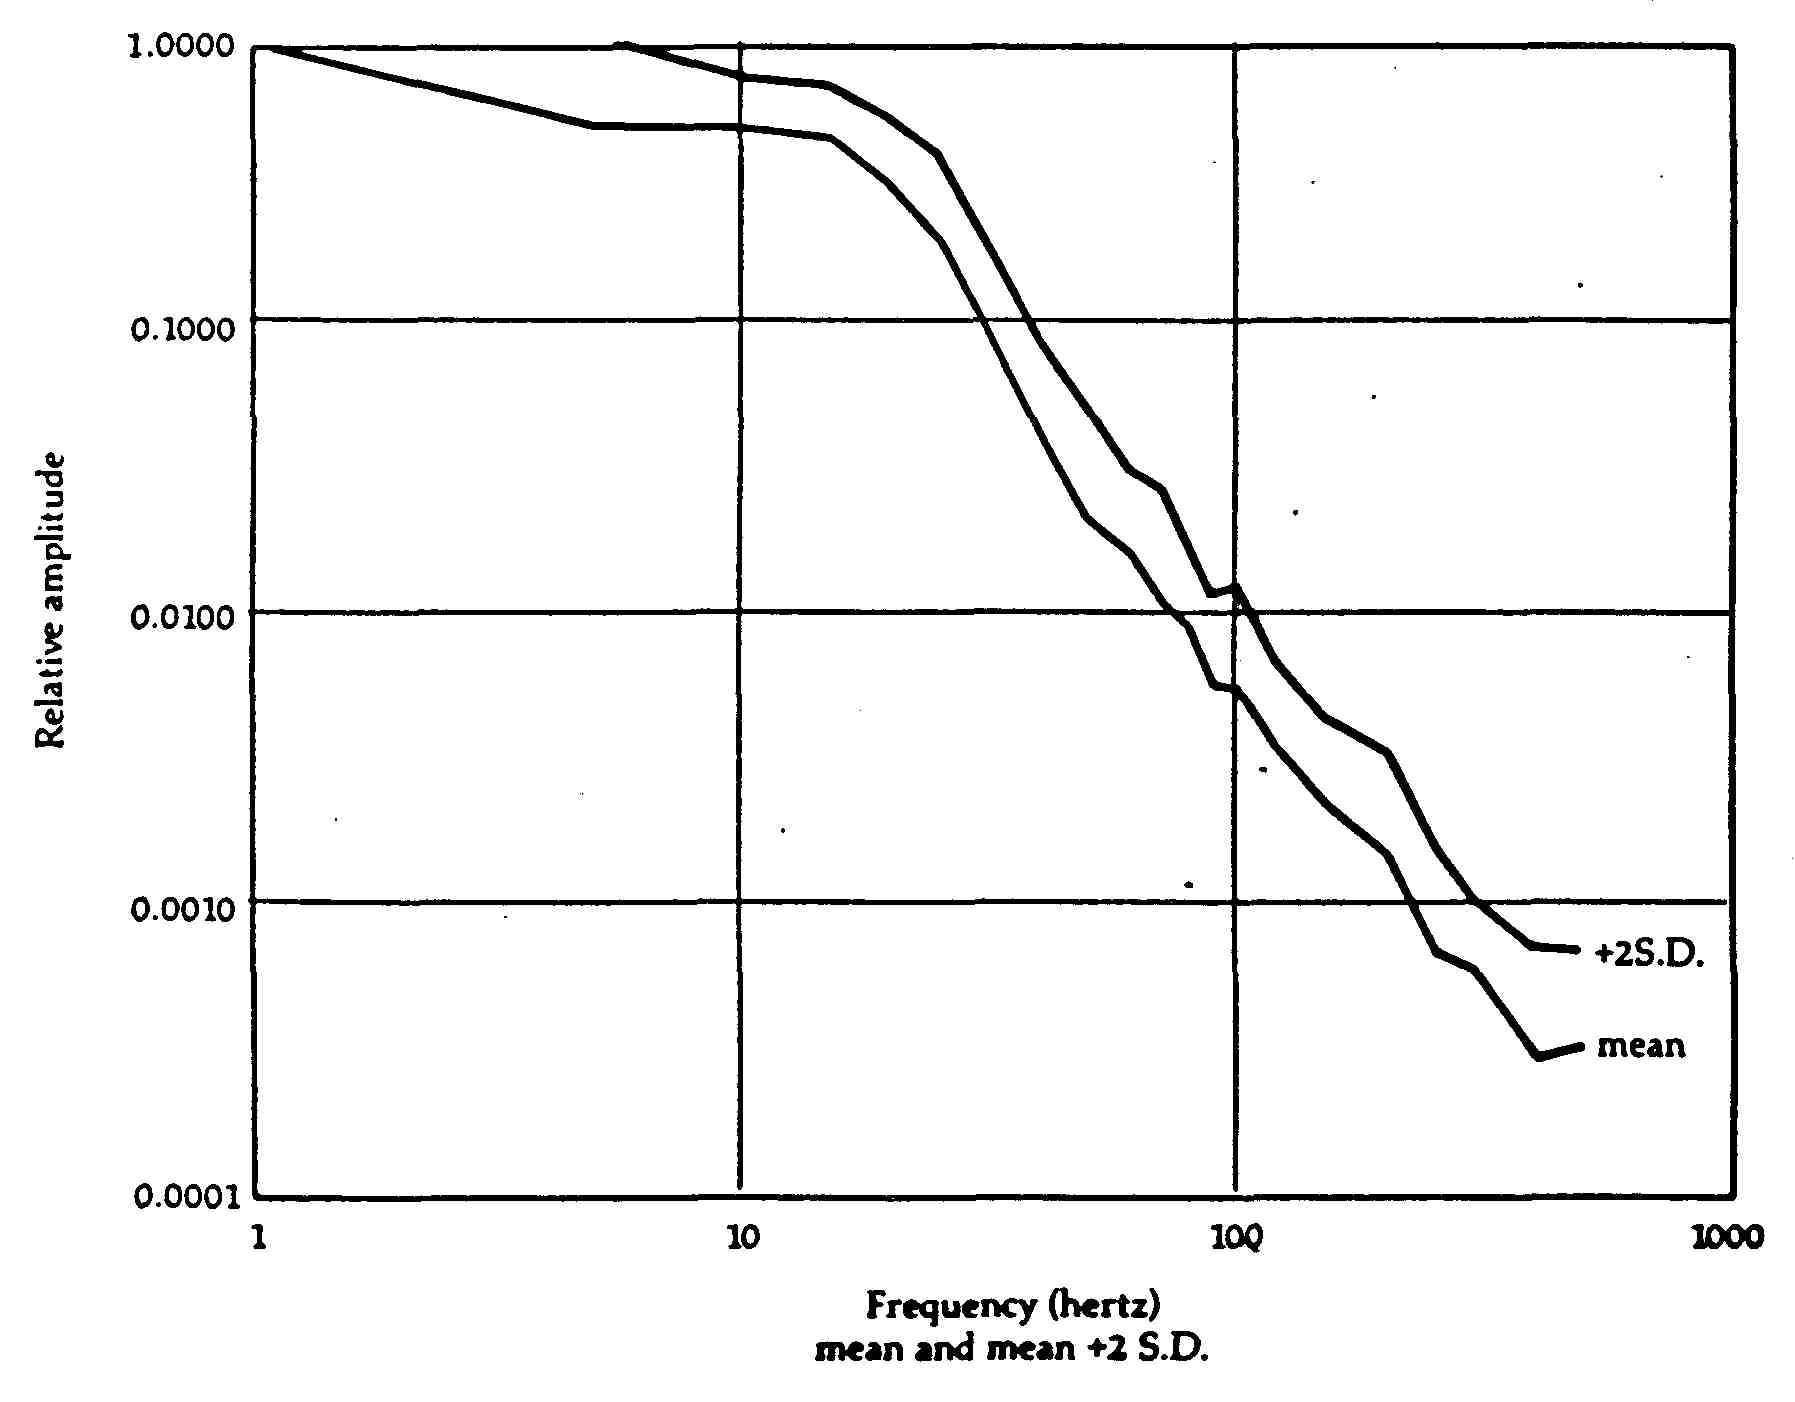 1.0000
0.1000
0.0100
0.0010
0.0001
Relative amplitude
+2S.D.
mean
1 10 100 1000
Frequency (hertz)
mean and mean +2 S.D.